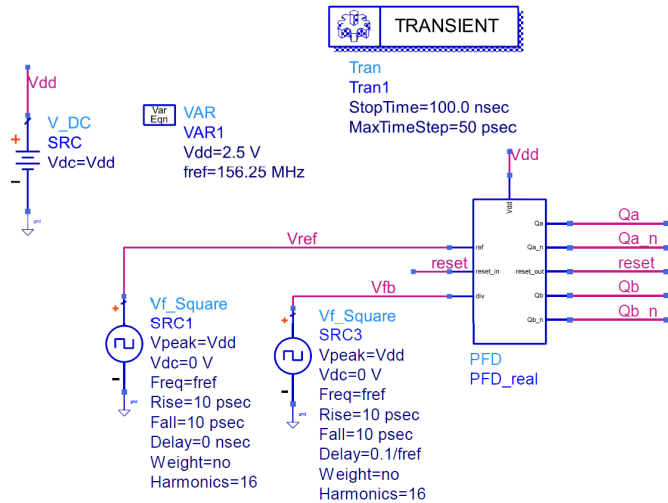 TRANSIENT
Tran
Tran1
StopTime=100.0 nsec
MaxTimeStep=50 psec
Vdd
V_DC
SRC
Vdc=Vdd
Var
Eqn
VAR
VAR1
Vdd=2.5 V
fref=156.25 MHz
Vdd
Vdd
Qa
Qa_n
reset_out
Qb
Qb_n
ref
reset_in
div
Qa
Qa_n
reset
Qb
Qb_n
Vref
reset
Vfb
PFD
PFD_real
gnd
Vf_Square
SRC1
Vpeak=Vdd
Vdc=0 V
Freq=fref
Rise=10 psec
Fall=10 psec
Delay=0 nsec
Weight=no
Harmonics=16
gnd
Vf_Square
SRC3
Vpeak=Vdd
Vdc=0 V
Freq=fref
Rise=10 psec
Fall=10 psec
Delay=0.1/fref
Weight=no
Harmonics=16
gnd